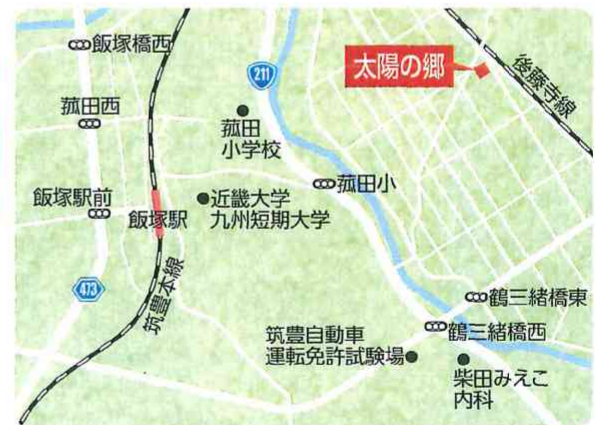 飯塚橋西
211
太陽の郷
後藤寺線
菰田西
菰田
小学校
菰田小
飯塚駅前
飯塚駅
近畿大学
九州短期大学
473
筑豊本線
鶴三緒橋東
鶴三緒橋西
筑豊自動車
運転免許試験場
柴田みえこ
内科